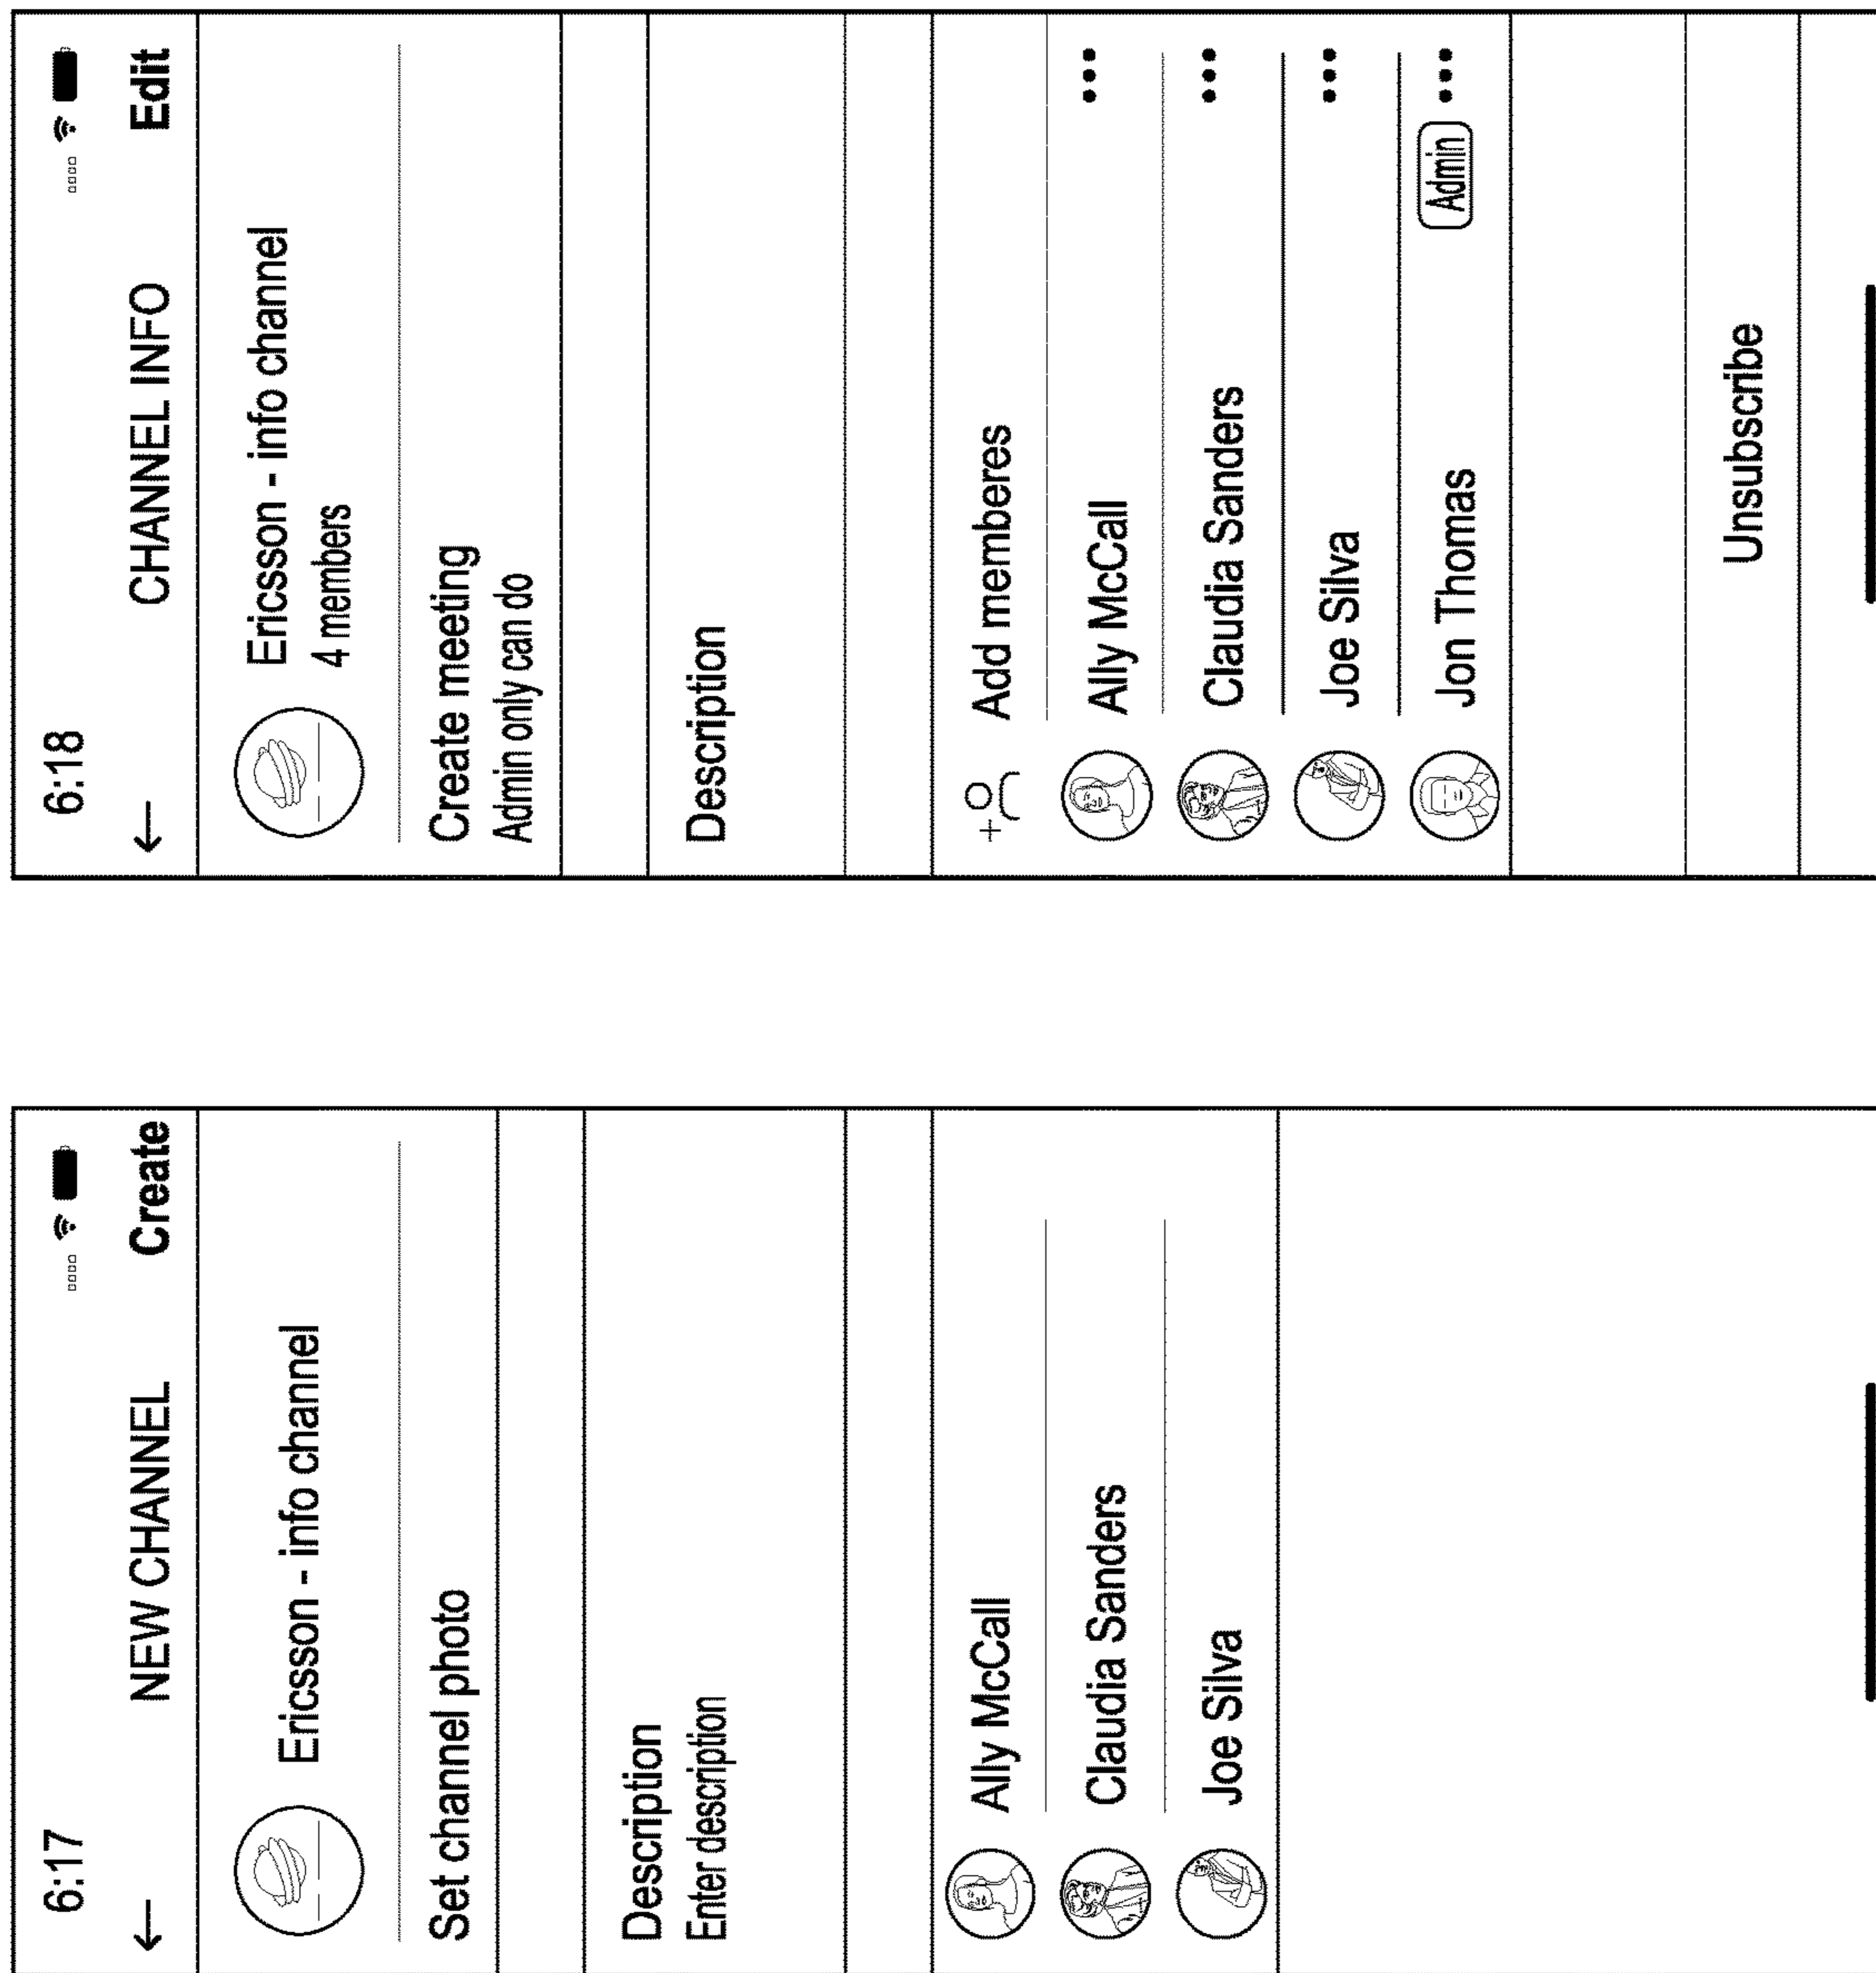 6:17
NEW CHANNEL
Create
Ericsson - info channel
Set channel photo
Description
Enter description
Ally McCall
Claudia Sanders
Joe Silva
6:18
CHANNEL INFO
Edit
Ericsson - info channel
4 members
Create meeting
Admin only can do
Description
Add memberes
Ally McCall
Claudia Sanders
Joe Silva
Jon Thomas
Admin
Unsubscribe